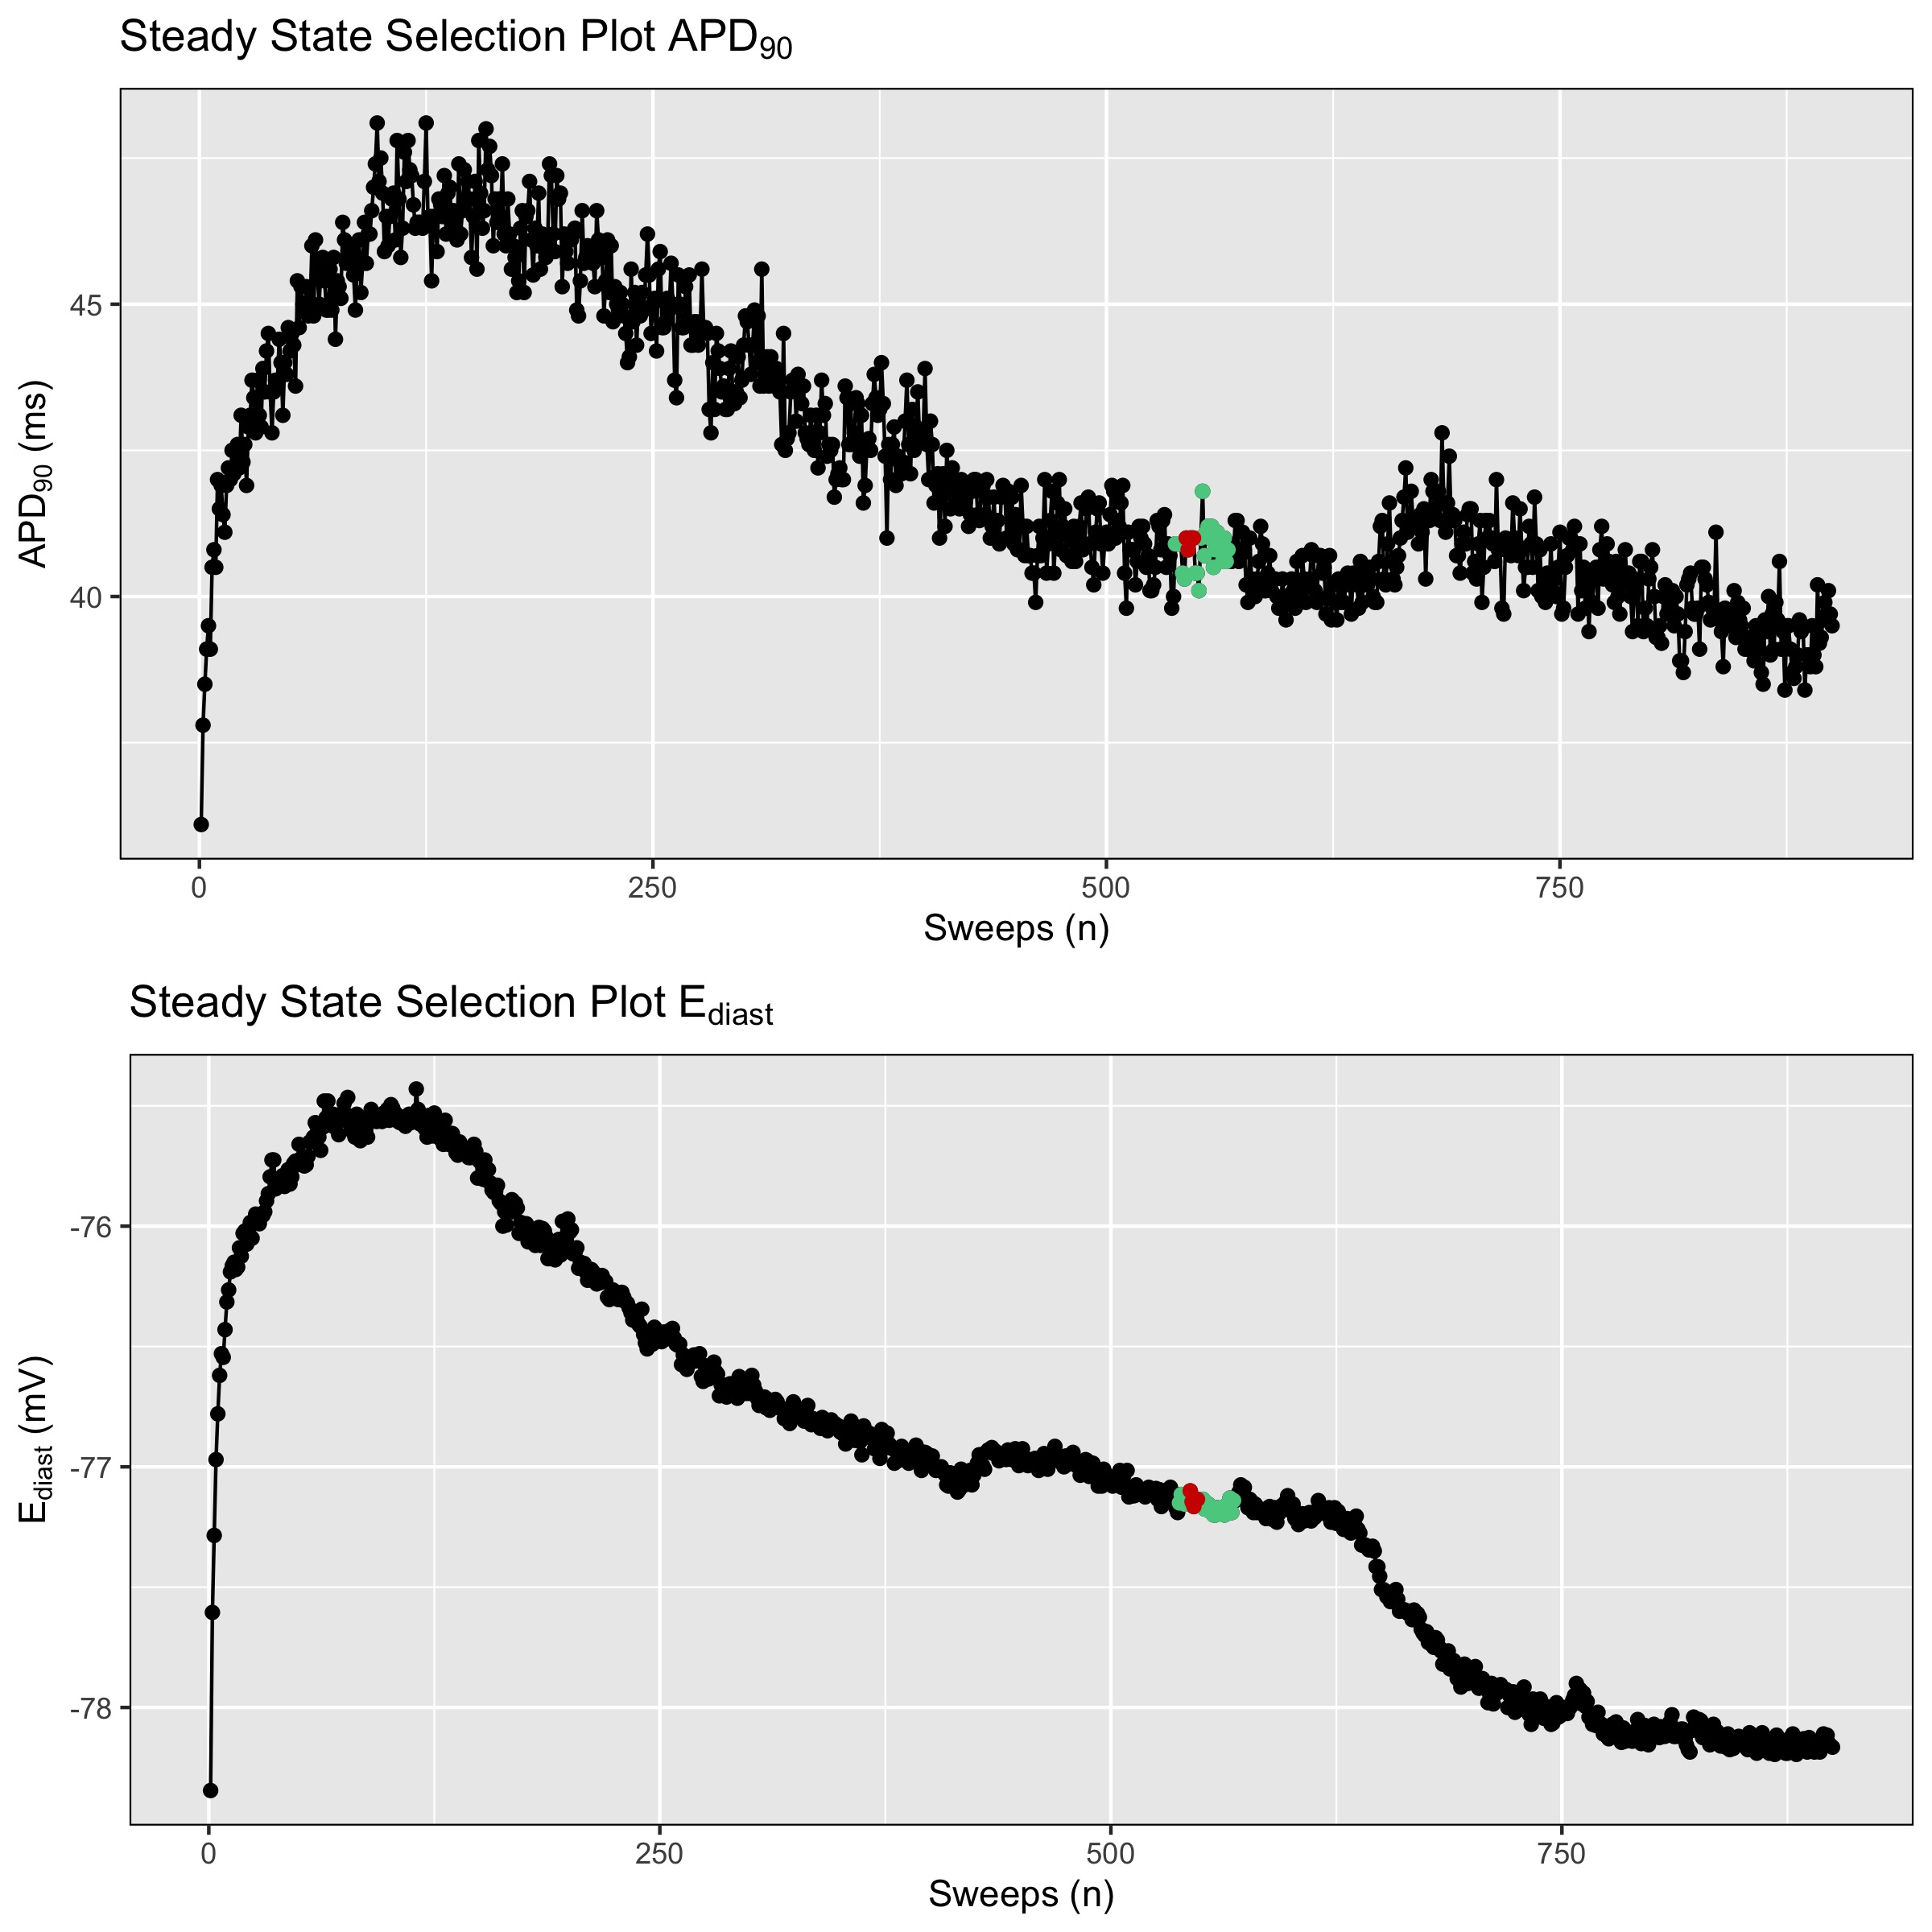 Steady State Selection Plot APD90
APD90 (ms)
45
40
0 250 500 750
Sweeps (n)
Steady State Selection Plot Ediast
Ediast (mV)
-76
-77
-78
0 250 500 750
Sweeps (n)